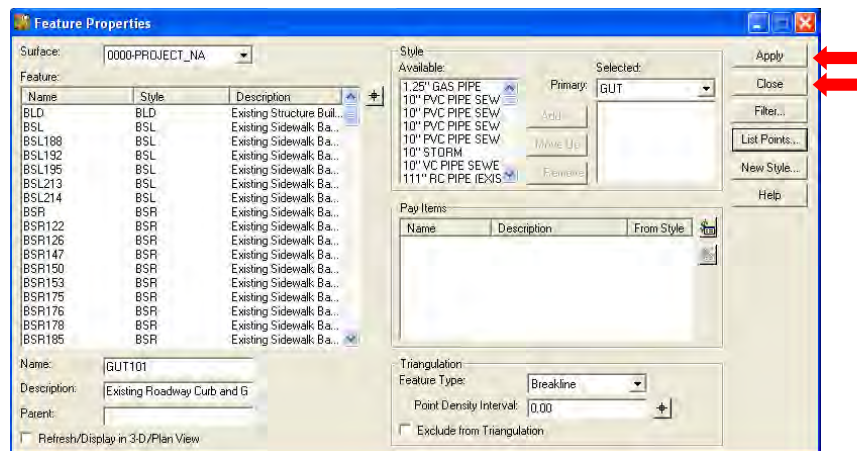 Feature Properties
Surface: 0000-PROJECT_NA
Feature:
Name Style Description
BLD BLD Existing Structure Buil...
BSL BSL Existing Sidewalk Ba...
BSL188 BSL Existing Sidewalk Ba...
BSL192 BSL Existing Sidewalk Ba...
BSL195 BSL Existing Sidewalk Ba...
BSL213 BSL Existing Sidewalk Ba...
BSL214 BSL Existing Sidewalk Ba...
BSR BSR Existing Sidewalk Ba...
BSR122 BSR Existing Sidewalk Ba...
BSR126 BSR Existing Sidewalk Ba...
BSR147 BSR Existing Sidewalk Ba...
BSR150 BSR Existing Sidewalk Ba...
BSR153 BSR Existing Sidewalk Ba...
BSR175 BSR Existing Sidewalk Ba...
BSR176 BSR Existing Sidewalk Ba...
BSR178 BSR Existing Sidewalk Ba...
BSR185 BSR Existing Sidewalk Ba...
Name: GUT101
Description: Existing Roadway Curb and G
Parent:
Refresh/Display in 3-D/Plan View
Style
Available:
1.25" GAS PIPE
10" PVC PIPE SEW
10" PVC PIPE SEW
10" PVC PIPE SEW
10" PVC PIPE SEW
10" STORM
10" VC PIPE SEWE
111" RC PIPE (EXIS
Add->
Move Up
Remove
Selected:
Primary: GUT
Pay Items
Name Description From Style
Triangulation
Feature Type: Breakline
Point Density Interval: 0.00
Exclude from Triangulation
Apply
Close
Filter...
List Points...
New Style...
Help